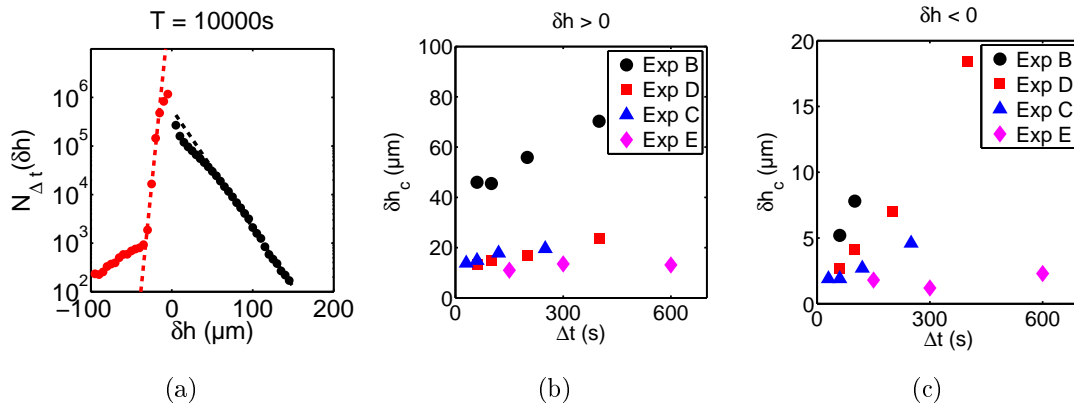 T = 10000s
N_Δt(δh)
10^6
10^5
10^4
10^3
10^2
−100
0
100
200
δh (μm)
(a)
δh > 0
δh_c (μm)
100
80
60
40
20
0
0
300
600
Δt (s)
Exp B
Exp D
Exp C
Exp E
(b)
δh < 0
δh_c (μm)
20
15
10
5
0
0
300
600
Δt (s)
Exp B
Exp D
Exp C
Exp E
(c)